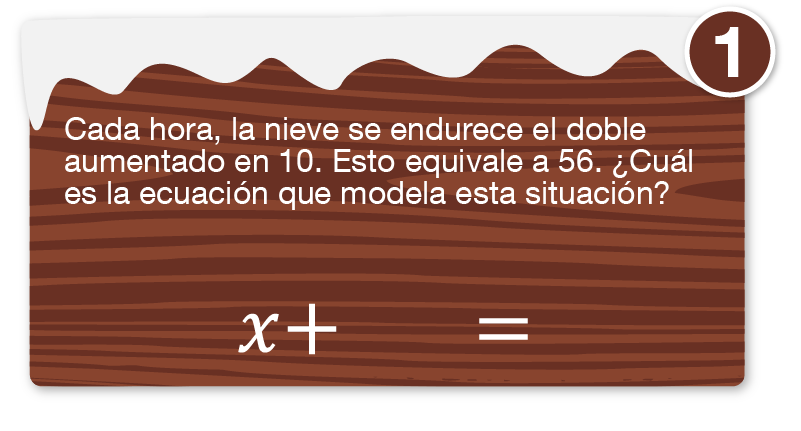 1
Cada hora, la nieve se endurece el doble
aumentado en 10. Esto equivale a 56. ¿Cuál
es la ecuación que modela esta situación?
x+ =